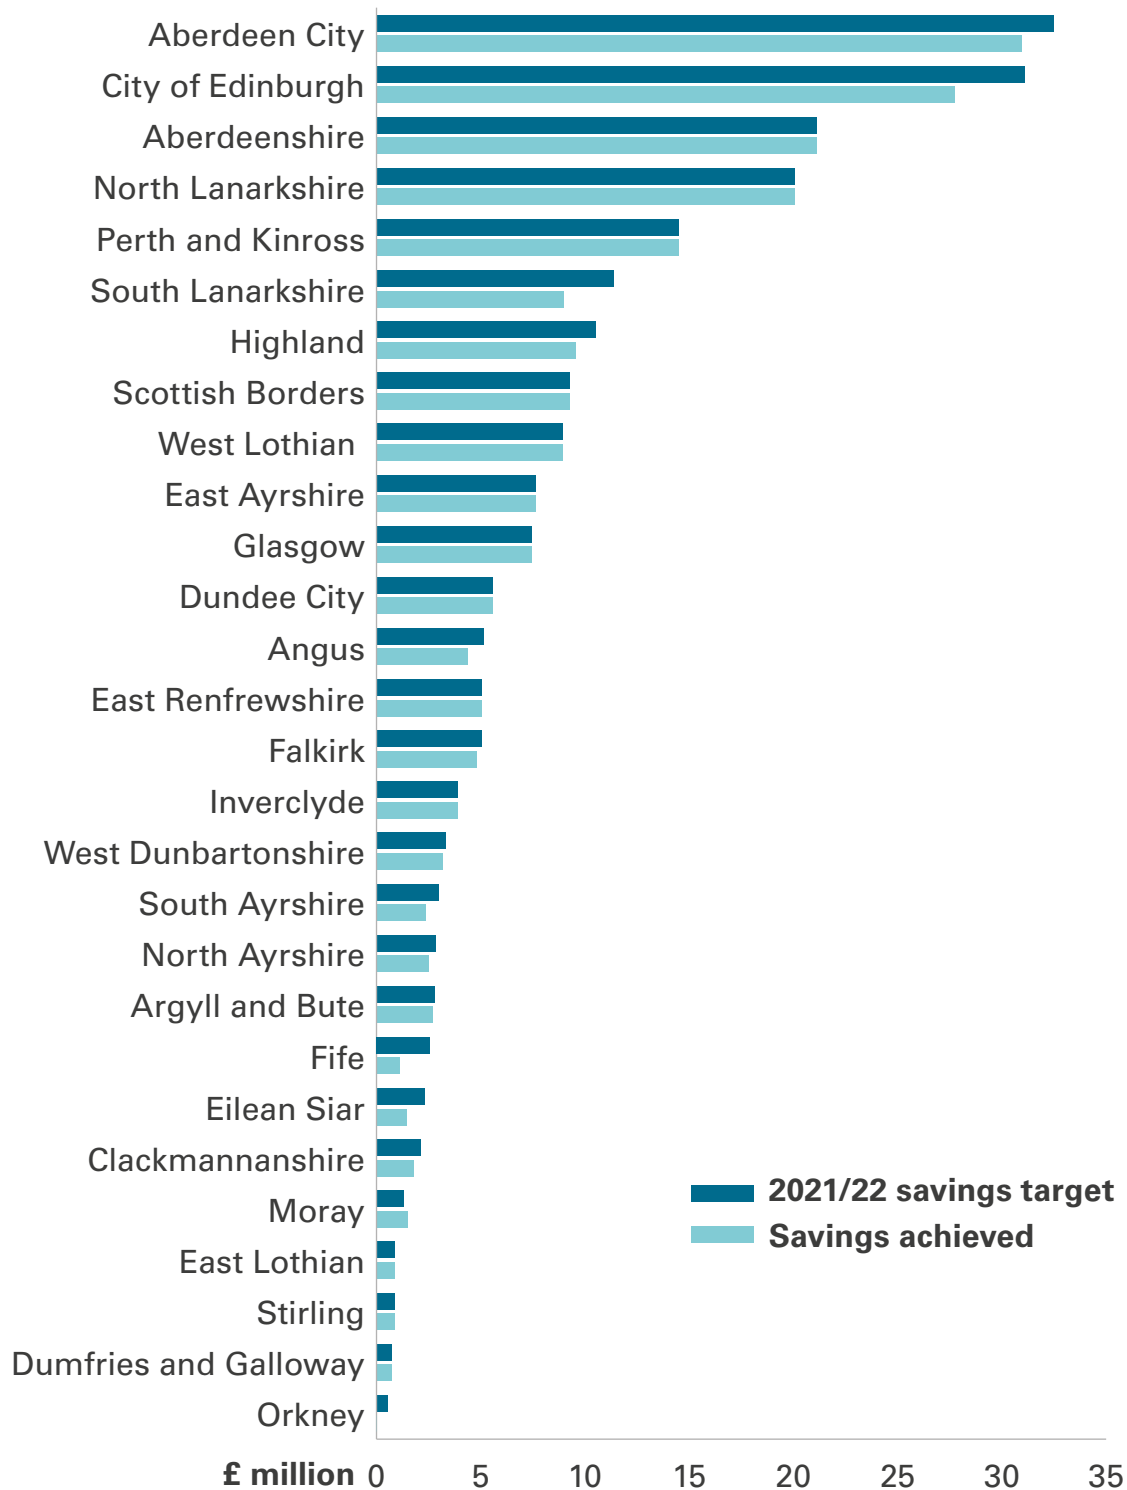 Aberdeen City
City of Edinburgh
Aberdeenshire
North Lanarkshire
Perth and Kinross
South Lanarkshire
Highland
Scottish Borders
West Lothian
East Ayrshire
Glasgow
Dundee City
Angus
East Renfrewshire
Falkirk
Inverclyde
West Dunbartonshire
South Ayrshire
North Ayrshire
Argyll and Bute
Fife
Eilean Siar
Clackmannanshire
Moray
East Lothian
Stirling
Dumfries and Galloway
Orkney
2021/22 savings target
Savings achieved
£ million 0 5 10 15 20 25 30 35